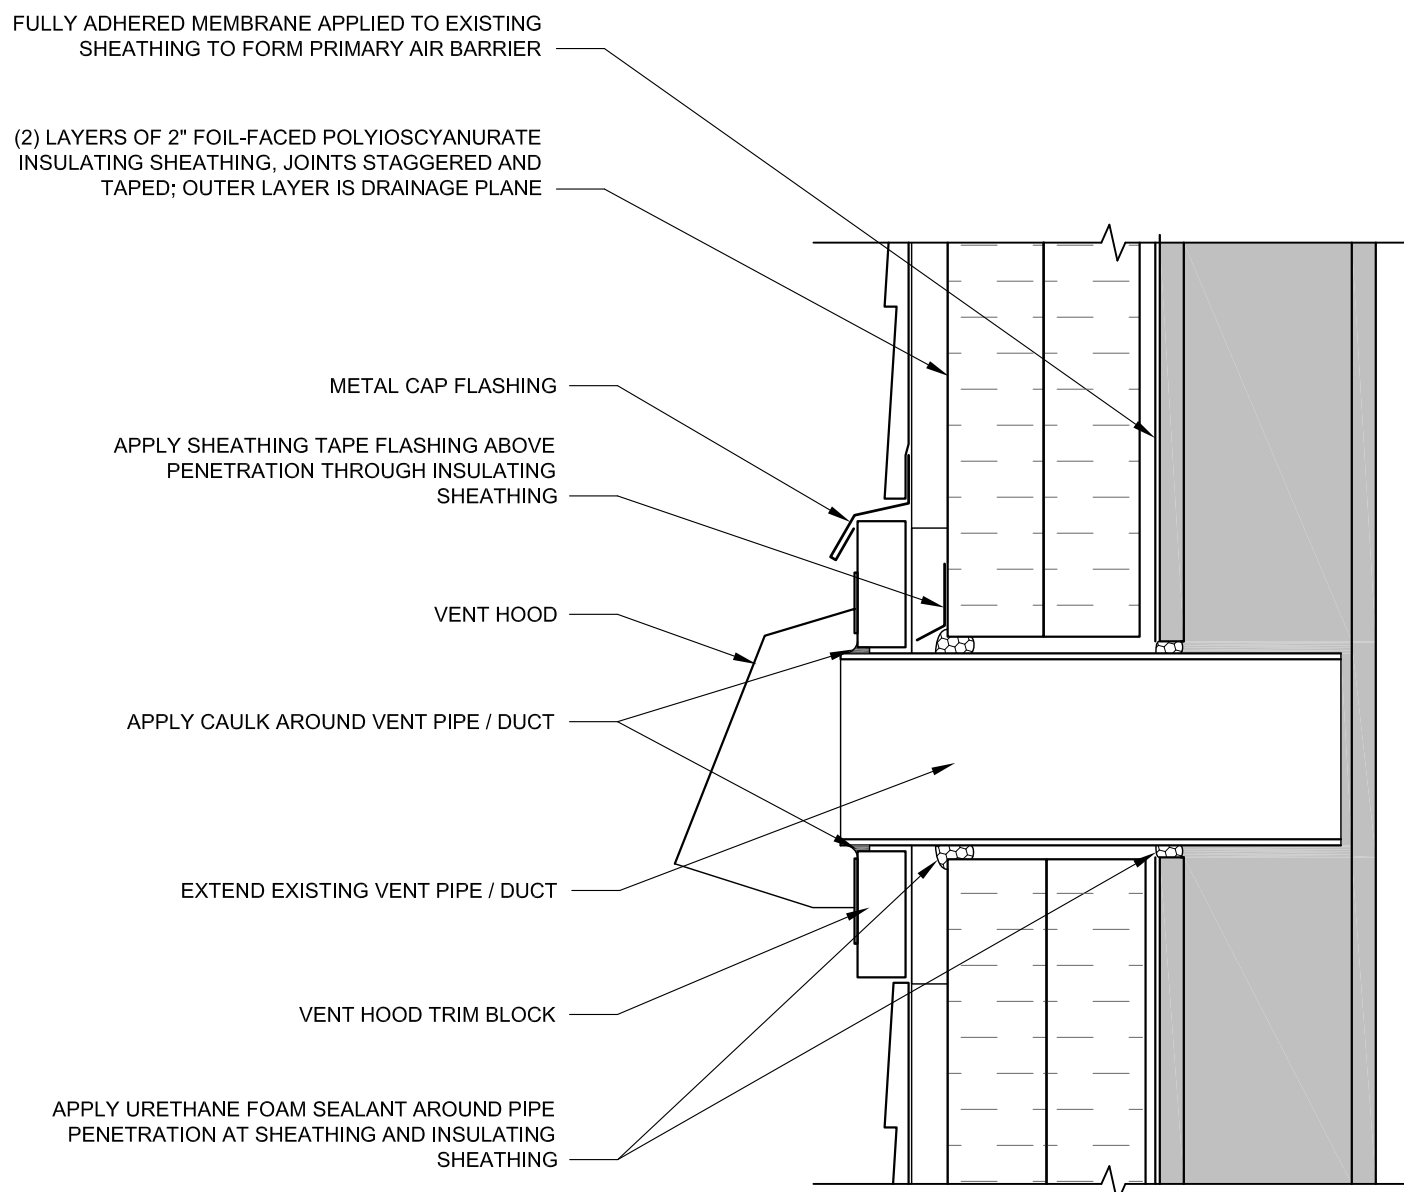 FULLY ADHERED MEMBRANE APPLIED TO EXISTING
SHEATHING TO FORM PRIMARY AIR BARRIER
(2) LAYERS OF 2" FOIL-FACED POLYIOSCYANURATE
INSULATING SHEATHING, JOINTS STAGGERED AND
TAPED; OUTER LAYER IS DRAINAGE PLANE
METAL CAP FLASHING
APPLY SHEATHING TAPE FLASHING ABOVE
PENETRATION THROUGH INSULATING
SHEATHING
VENT HOOD
APPLY CAULK AROUND VENT PIPE / DUCT
EXTEND EXISTING VENT PIPE / DUCT
VENT HOOD TRIM BLOCK
APPLY URETHANE FOAM SEALANT AROUND PIPE
PENETRATION AT SHEATHING AND INSULATING
SHEATHING